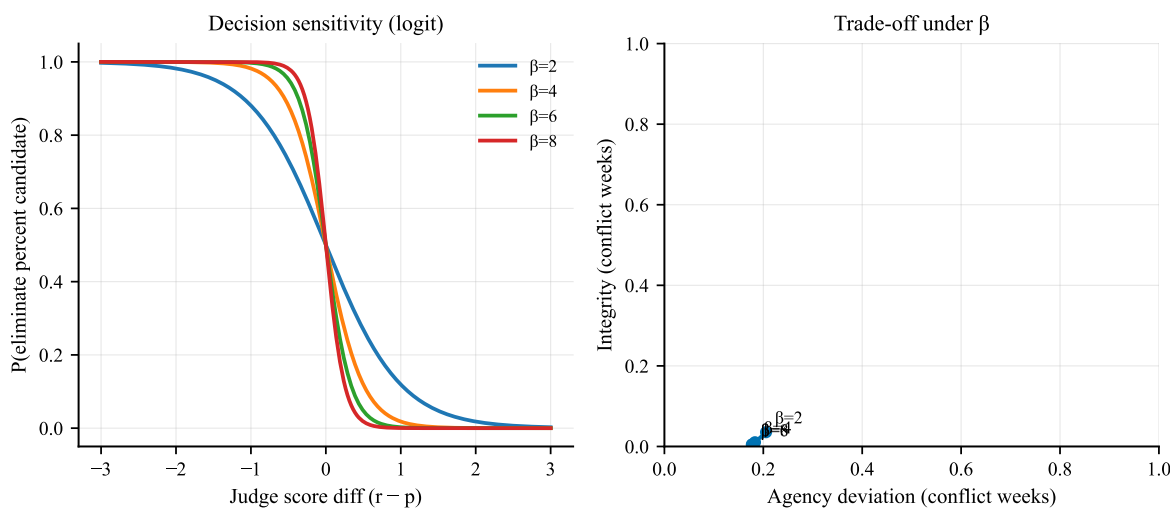 Decision sensitivity (logit)
P(eliminate percent candidate)
1.0
0.8
0.6
0.4
0.2
0.0
β=2
β=4
β=6
β=8
−3
−2
−1
0
1
2
3
Judge score diff (r − p)
Trade-off under β
Integrity (conflict weeks)
1.0
0.8
0.6
0.4
0.2
0.0
β=2
0.0
0.2
0.4
0.6
0.8
1.0
Agency deviation (conflict weeks)